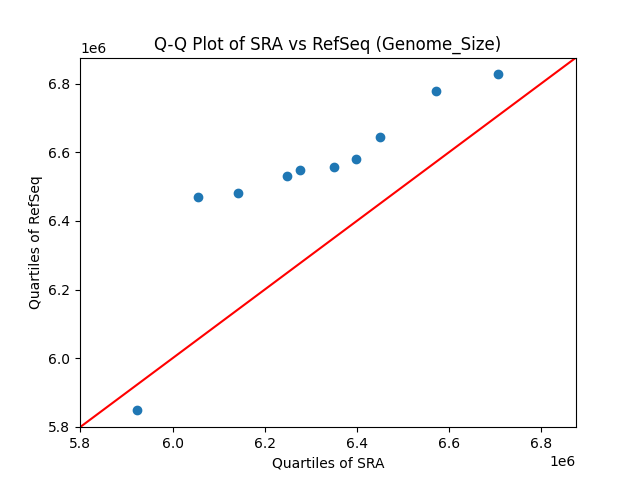 Q-Q Plot of SRA vs RefSeq (Genome_Size)
1e6
6.8
6.6
6.4
6.2
6.0
5.8
Quartiles of RefSeq
5.8 6.0 6.2 6.4 6.6 6.8
1e6
Quartiles of SRA